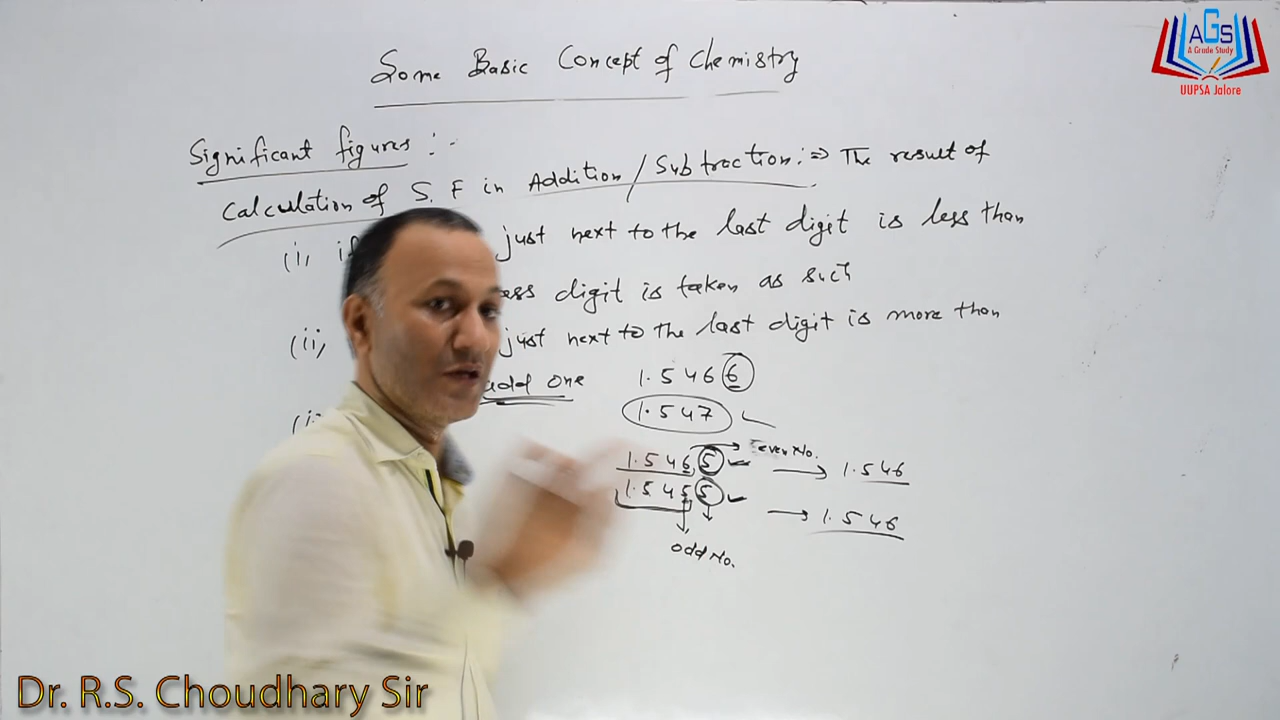 Some Basic Concept of Chemistry
AGS
A Grade Study
UUPSA Jalore
Significant figures :-
Calculation of S.F in Addition/Subtraction:⇒ The result of
(i) if just next to the last digit is less than
digit is taken as such
(ii) just next to the last digit is more than
add one
1.5466
1.547
1.5465 → even No. → 1.546
1.5455 → 1.546
odd No.
Dr. R.S. Choudhary Sir